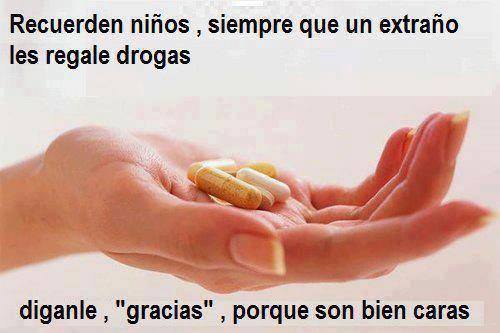 Recuerden niños , siempre que un extraño
les regale drogas
diganle , "gracias" , porque son bien caras